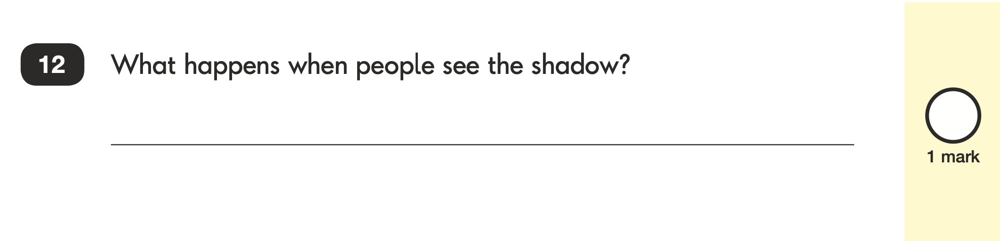 12 What happens when people see the shadow?
1 mark